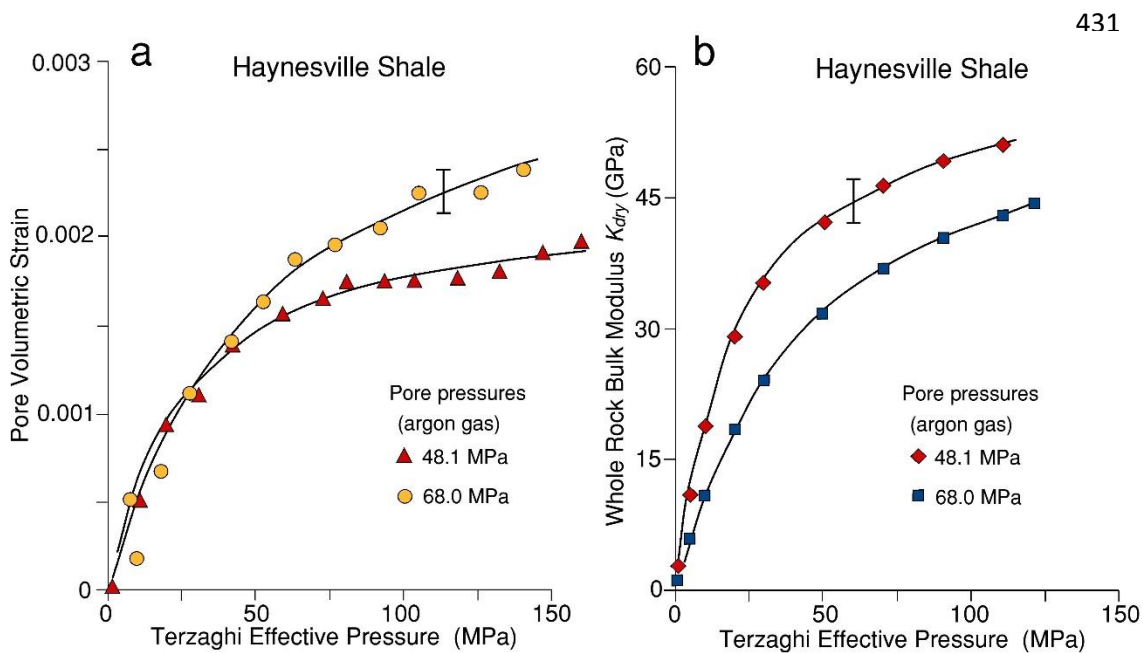 431
a
Haynesville Shale
0.003
0.002
0.001
0
Pore Volumetric Strain
Pore pressures
(argon gas)
48.1 MPa
68.0 MPa
0
50
100
150
Terzaghi Effective Pressure (MPa)
b
Haynesville Shale
60
45
30
15
0
Whole Rock Bulk Modulus Kdry (GPa)
Pore pressures
(argon gas)
48.1 MPa
68.0 MPa
0
50
100
150
Terzaghi Effective Pressure (MPa)